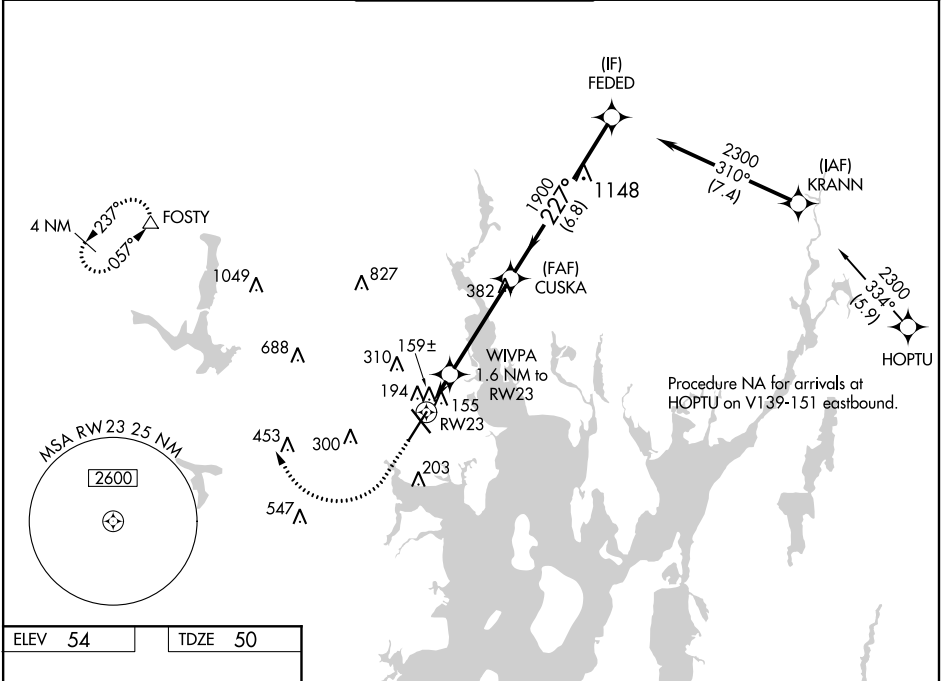 (IF)
FEDED
2300
310°
(7.4)
(IAF)
KRANN
1900
227°
(6.8)
1148
4 NM
237°
057°
FOSTY
1049
827
382
(FAF)
CUSKA
2300
334°
(5.9)
HOPTU
688
310
159±
WIVPA
1.6 NM to
RW23
194
155
RW23
Procedure NA for arrivals at
HOPTU on V139-151 eastbound.
453
300
203
547
MSA RW23 25 NM
2600
ELEV 54
TDZE 50